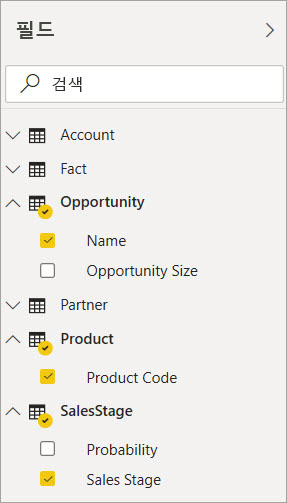 필드
검색
Account
Fact
Opportunity
Name
Opportunity Size
Partner
Product
Product Code
SalesStage
Probability
Sales Stage